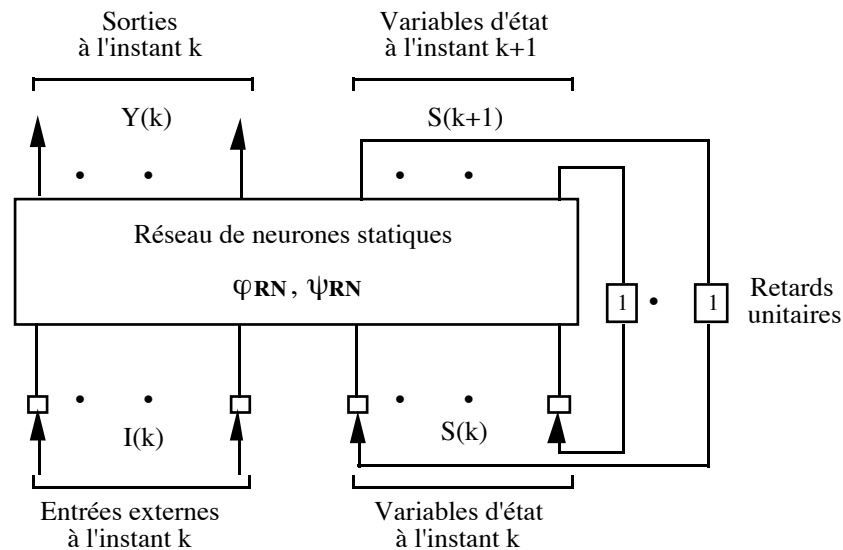 Sorties
à l'instant k
Variables d'état
à l'instant k+1
Y(k)
S(k+1)
Réseau de neurones statiques
φRN, ψRN
1
1
Retards
unitaires
I(k)
S(k)
Entrées externes
à l'instant k
Variables d'état
à l'instant k